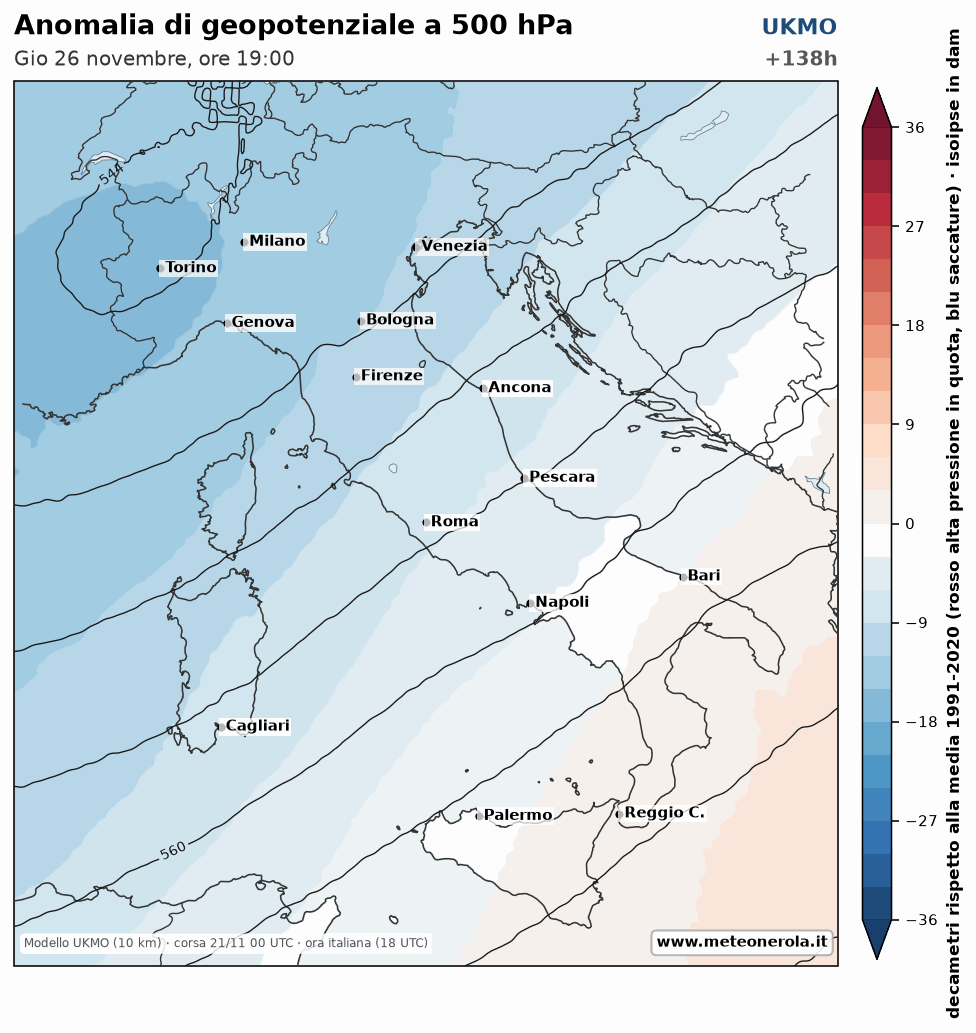 Anomalia di geopotenziale a 500 hPa
UKMO
Gio 26 novembre, ore 19:00
+138h
544
Milano
Venezia
Torino
Genova
Bologna
Firenze
Ancona
Pescara
Roma
Bari
Napoli
Cagliari
Palermo
Reggio C.
560
Modello UKMO (10 km) · corsa 21/11 00 UTC · ora italiana (18 UTC)
www.meteonerola.it
36
27
18
9
0
−9
−18
−27
−36
decametri rispetto alla media 1991-2020 (rosso alta pressione in quota, blu saccature) · isoipse in dam